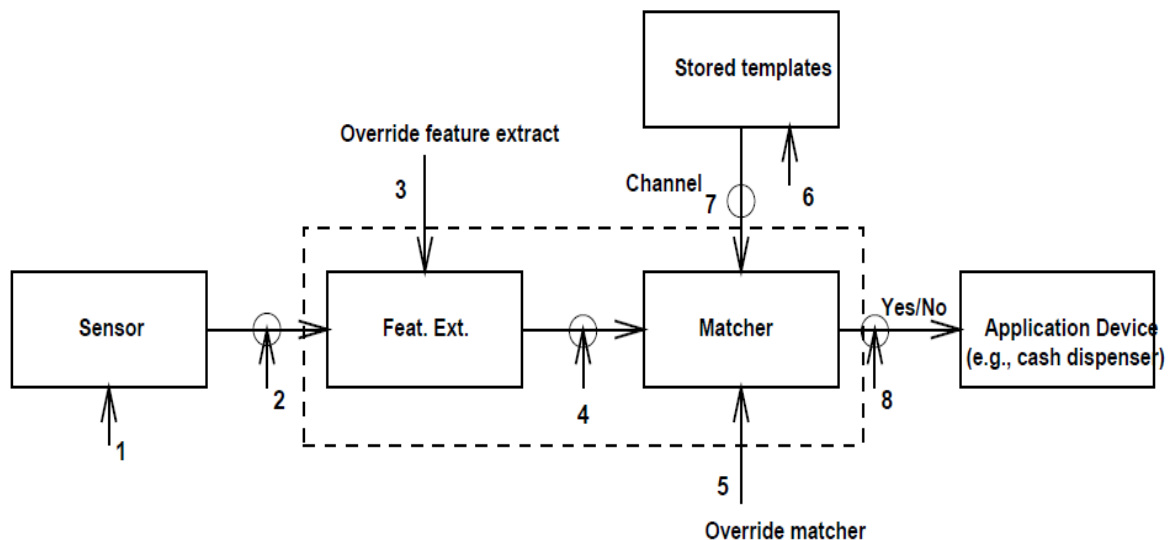 Stored templates
Override feature extract
3
Channel
7
6
Sensor
Feat. Ext.
Matcher
Yes/No
Application Device
(e.g., cash dispenser)
1
2
4
8
5
Override matcher